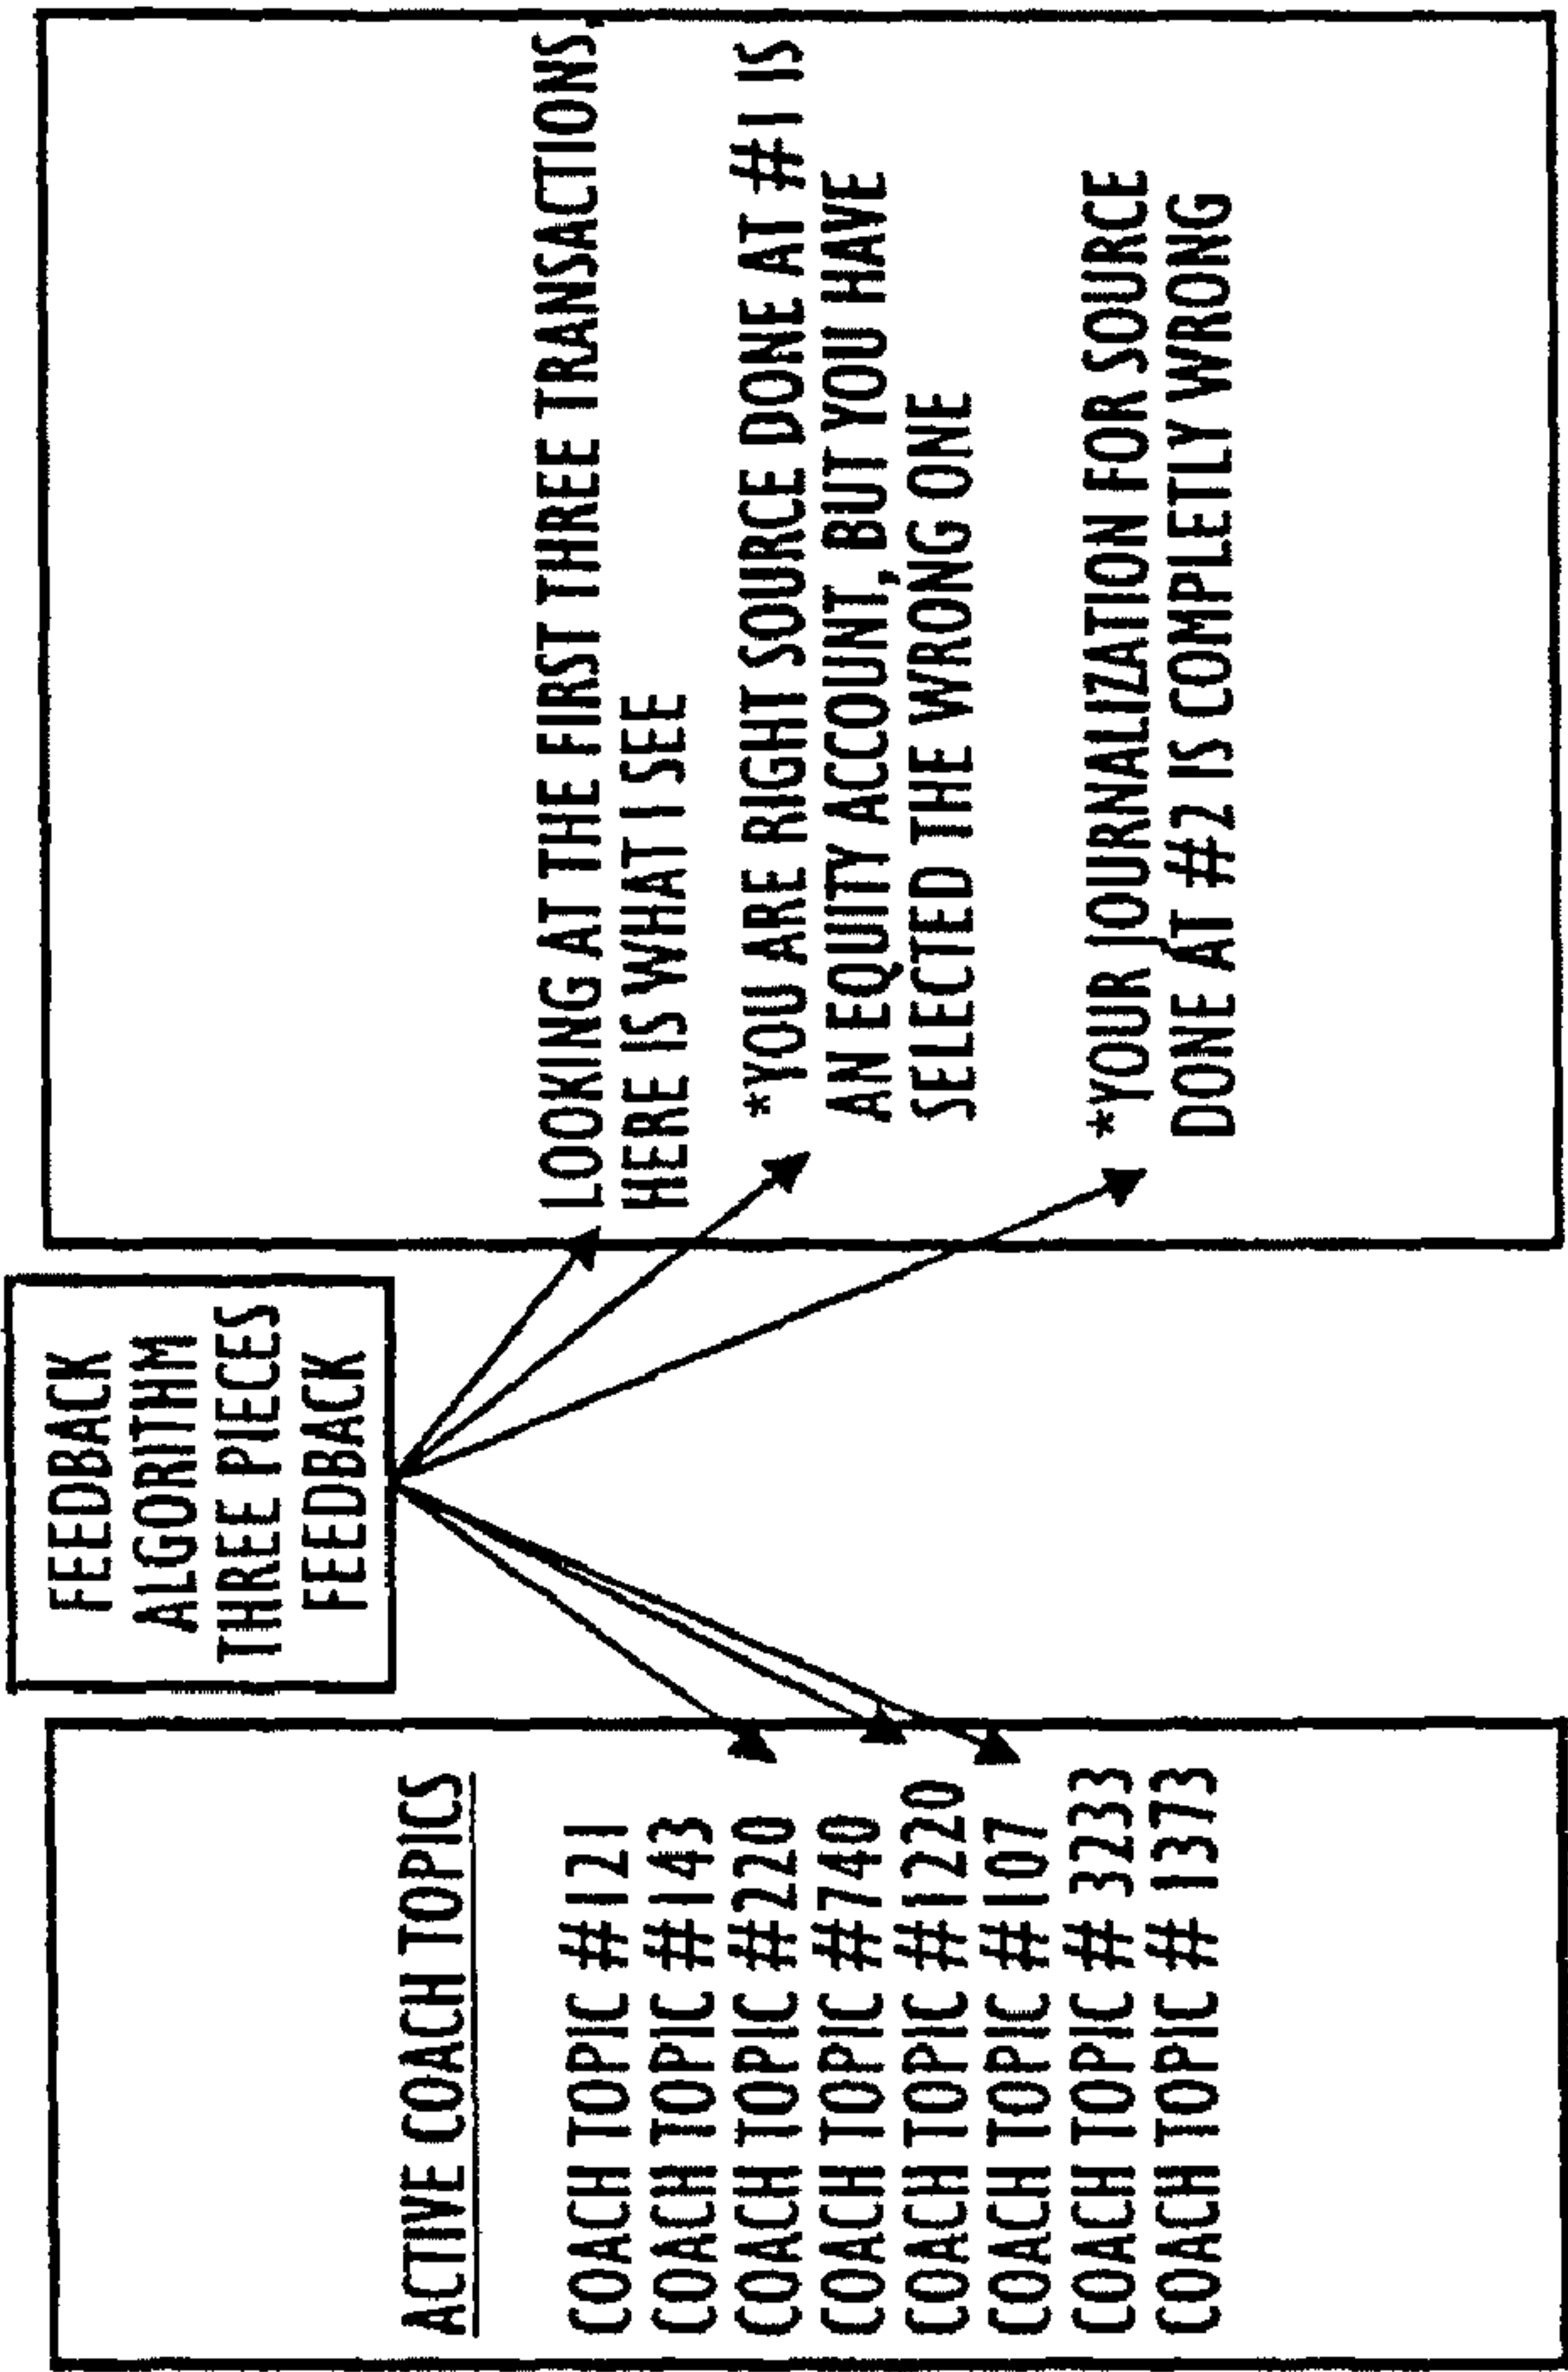 ACTIVE COACH TOPICS
COACH TOPIC #121
COACH TOPIC #143
COACH TOPIC #220
COACH TOPIC #740
COACH TOPIC #1220
COACH TOPIC #107
COACH TOPIC # 3233
COACH TOPIC # 1373
FEEDBACK
ALGORITHM
THREE PIECES
FEEDBACK
LOOKING AT THE FIRST THREE TRANSACTIONS
HERE IS WHAT I SEE
*YOU ARE RIGHT SOURCE DONE AT #1 IS
AN EQUITY ACCOUNT, BUT YOU HAVE
SELECTED THE WRONG ONE
*YOUR JOURNALIZATION FOR SOURCE
DONE AT #2 IS COMPLETLY WRONG